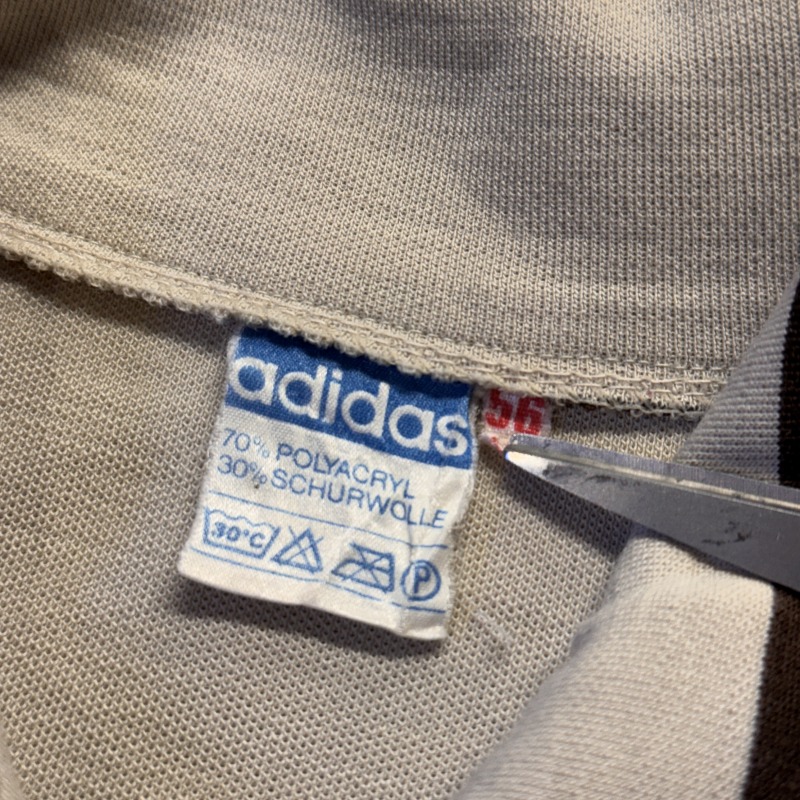 adidas
56
70% POLYACRYL
30% SCHURWOLLE
30°C
P